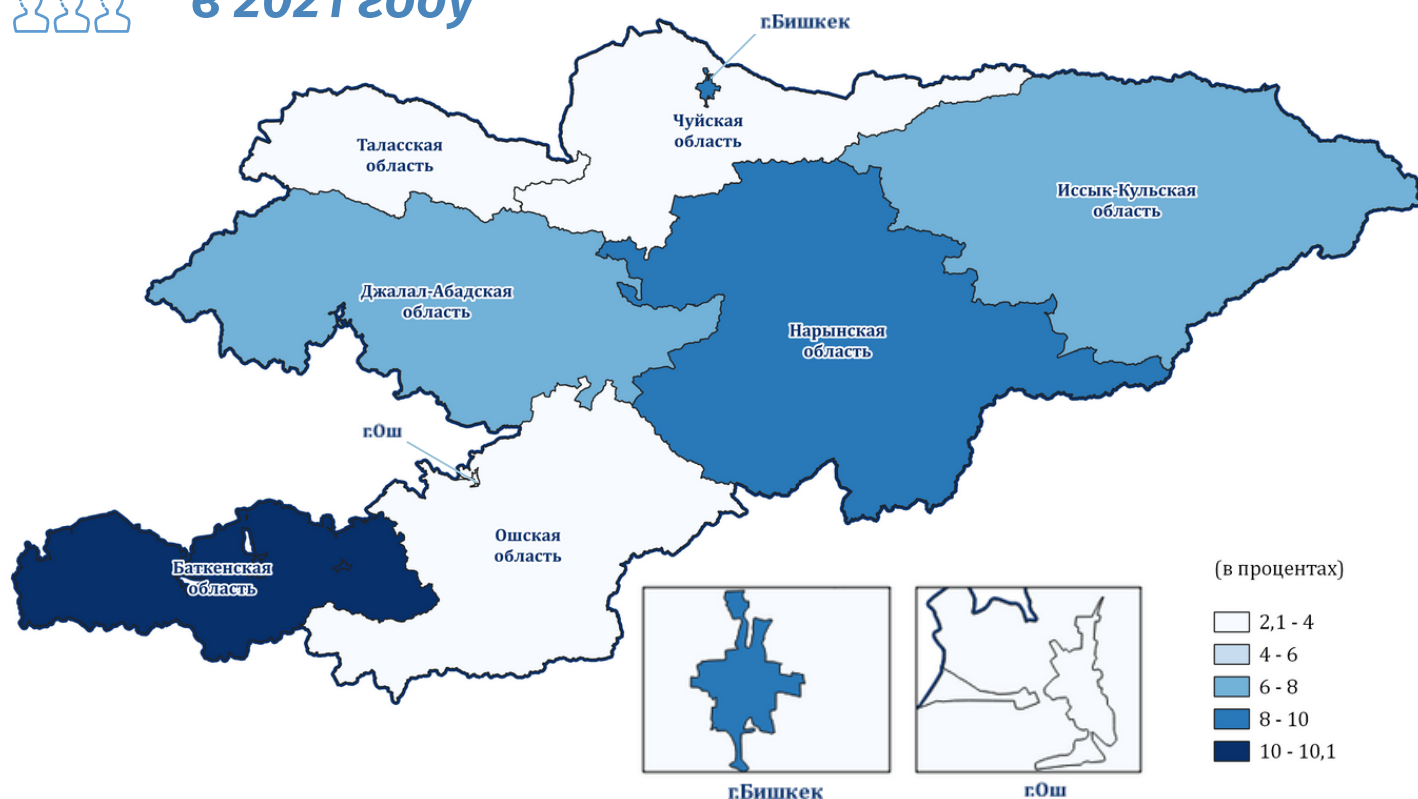 в 2021 году
г.Бишкек
Чуйская
область
Таласская
область
Иссык-Кульская
область
Джалал-Абадская
область
Нарынская
область
г.Ош
Ошская
область
Баткенская
область
(в процентах)
2,1 - 4
4 - 6
6 - 8
8 - 10
10 - 10,1
г.Бишкек
г.Ош